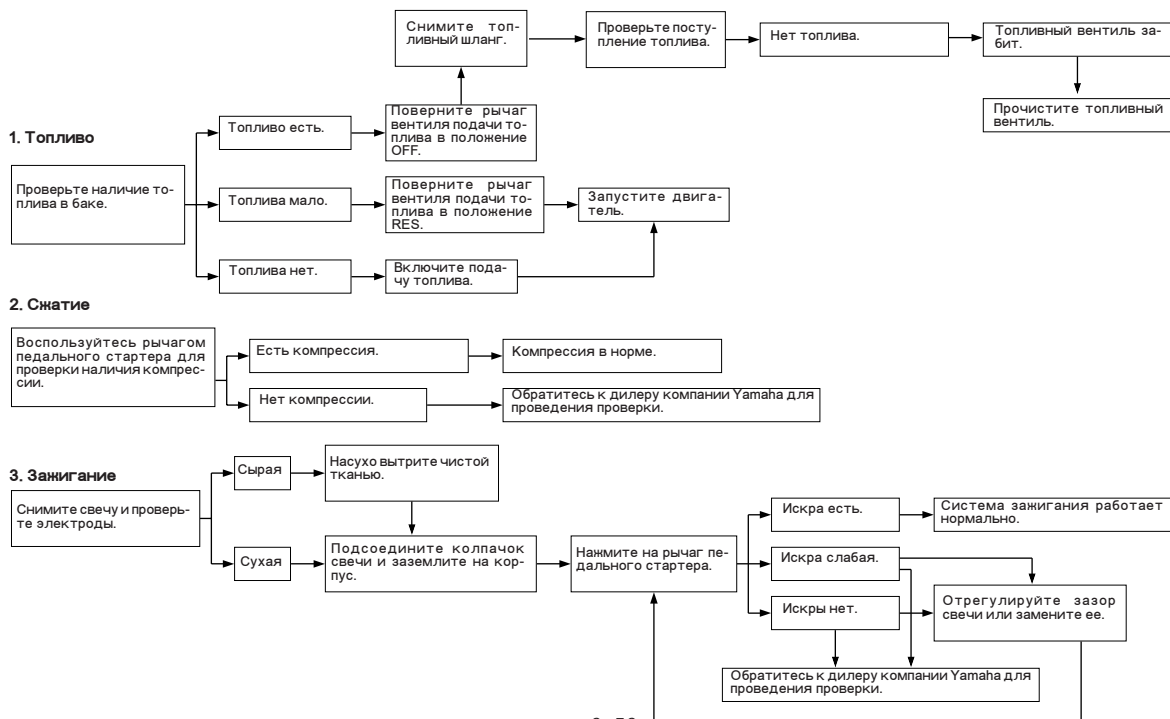 Снимите топ-
ливный шланг.
Проверьте посту-
пление топлива.
Нет топлива.
Топливный вентиль за-
бит.
Прочистите топливный
вентиль.
1. Топливо
Проверьте наличие то-
плива в баке.
Топливо есть.
Поверните рычаг
вентиля подачи то-
плива в положение
OFF.
Топлива мало.
Поверните рычаг
вентиля подачи то-
плива в положение
RES.
Запустите двига-
тель.
Топлива нет.
Включите пода-
чу топлива.
2. Сжатие
Воспользуйтесь рычагом
педального стартера для
проверки наличия компрес-
сии.
Есть компрессия.
Компрессия в норме.
Нет компрессии.
Обратитесь к дилеру компании Yamaha для
проведения проверки.
3. Зажигание
Снимите свечу и проверь-
те электроды.
Сырая
Насухо вытрите чистой
тканью.
Сухая
Подсоедините колпачок
свечи и заземлите на кор-
пус.
Нажмите на рычаг пе-
дального стартера.
Искра есть.
Система зажигания работает
нормально.
Искра слабая.
Искры нет.
Отрегулируйте зазор
свечи или замените ее.
Обратитесь к дилеру компании Yamaha для
проведения проверки.